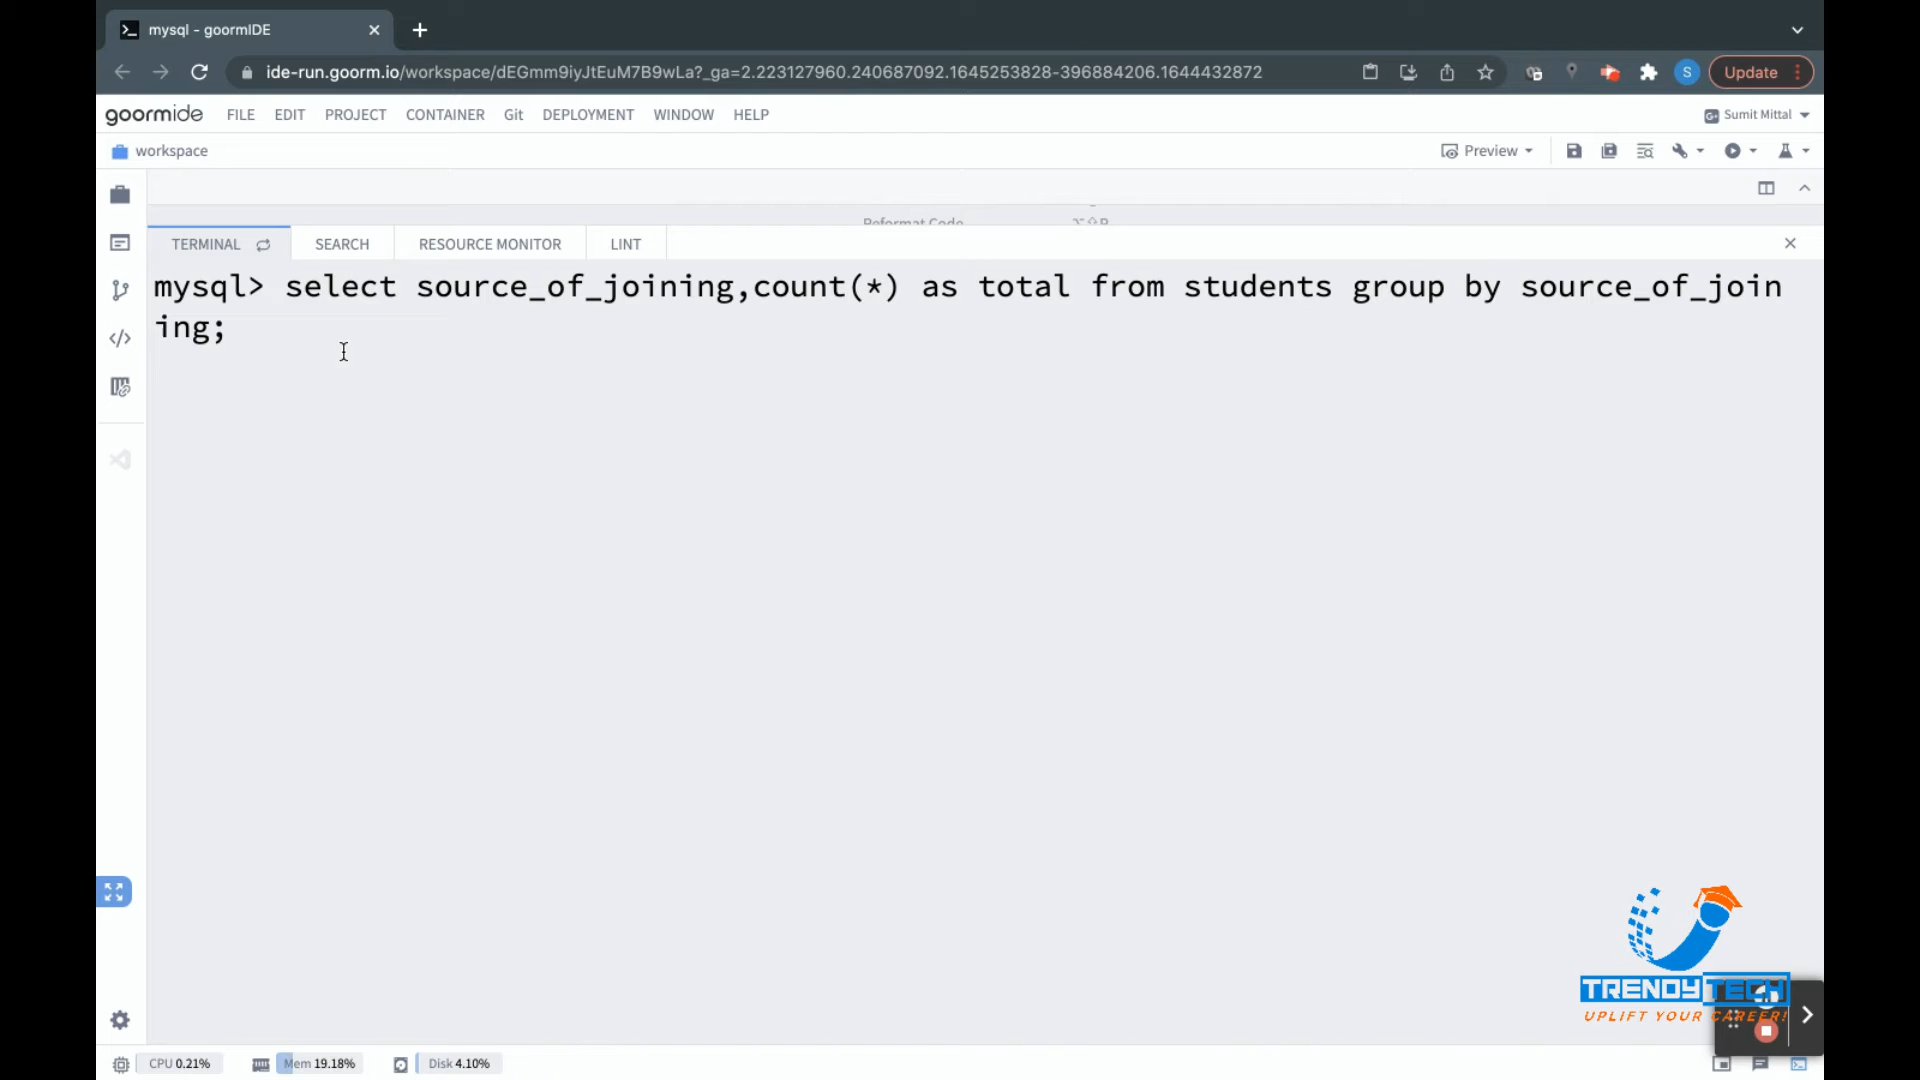 mysql - goormIDE
ide-run.goorm.io/workspace/dEGmm9iyJtEuM7B9wLa?_ga=2.223127960.240687092.1645253828-396884206.1644432872
S
Update
goormide FILE EDIT PROJECT CONTAINER Git DEPLOYMENT WINDOW HELP
G+ Sumit Mittal
workspace
Preview
Reformat Code ⌥⇧R
TERMINAL SEARCH RESOURCE MONITOR LINT
mysql> select source_of_joining,count(*) as total from students group by source_of_join
ing;
TRENDYTECH
UPLIFT YOUR CAREER!
CPU 0.21% Mem 19.18% Disk 4.10%